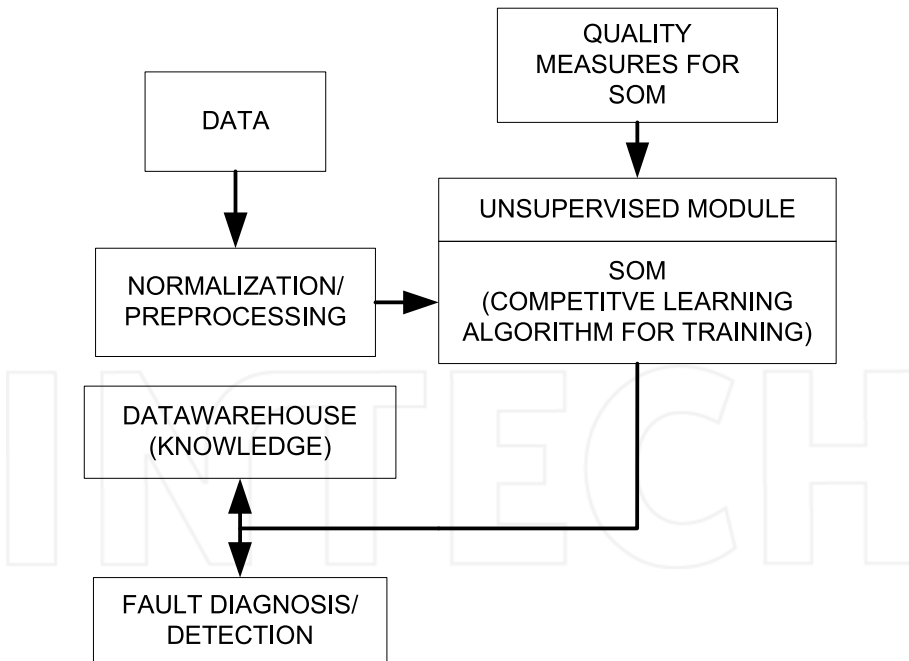 QUALITY
MEASURES FOR
SOM
DATA
UNSUPERVISED MODULE
NORMALIZATION/
PREPROCESSING
SOM
(COMPETITVE LEARNING
ALGORITHM FOR TRAINING)
DATAWAREHOUSE
(KNOWLEDGE)
FAULT DIAGNOSIS/
DETECTION
INTECH